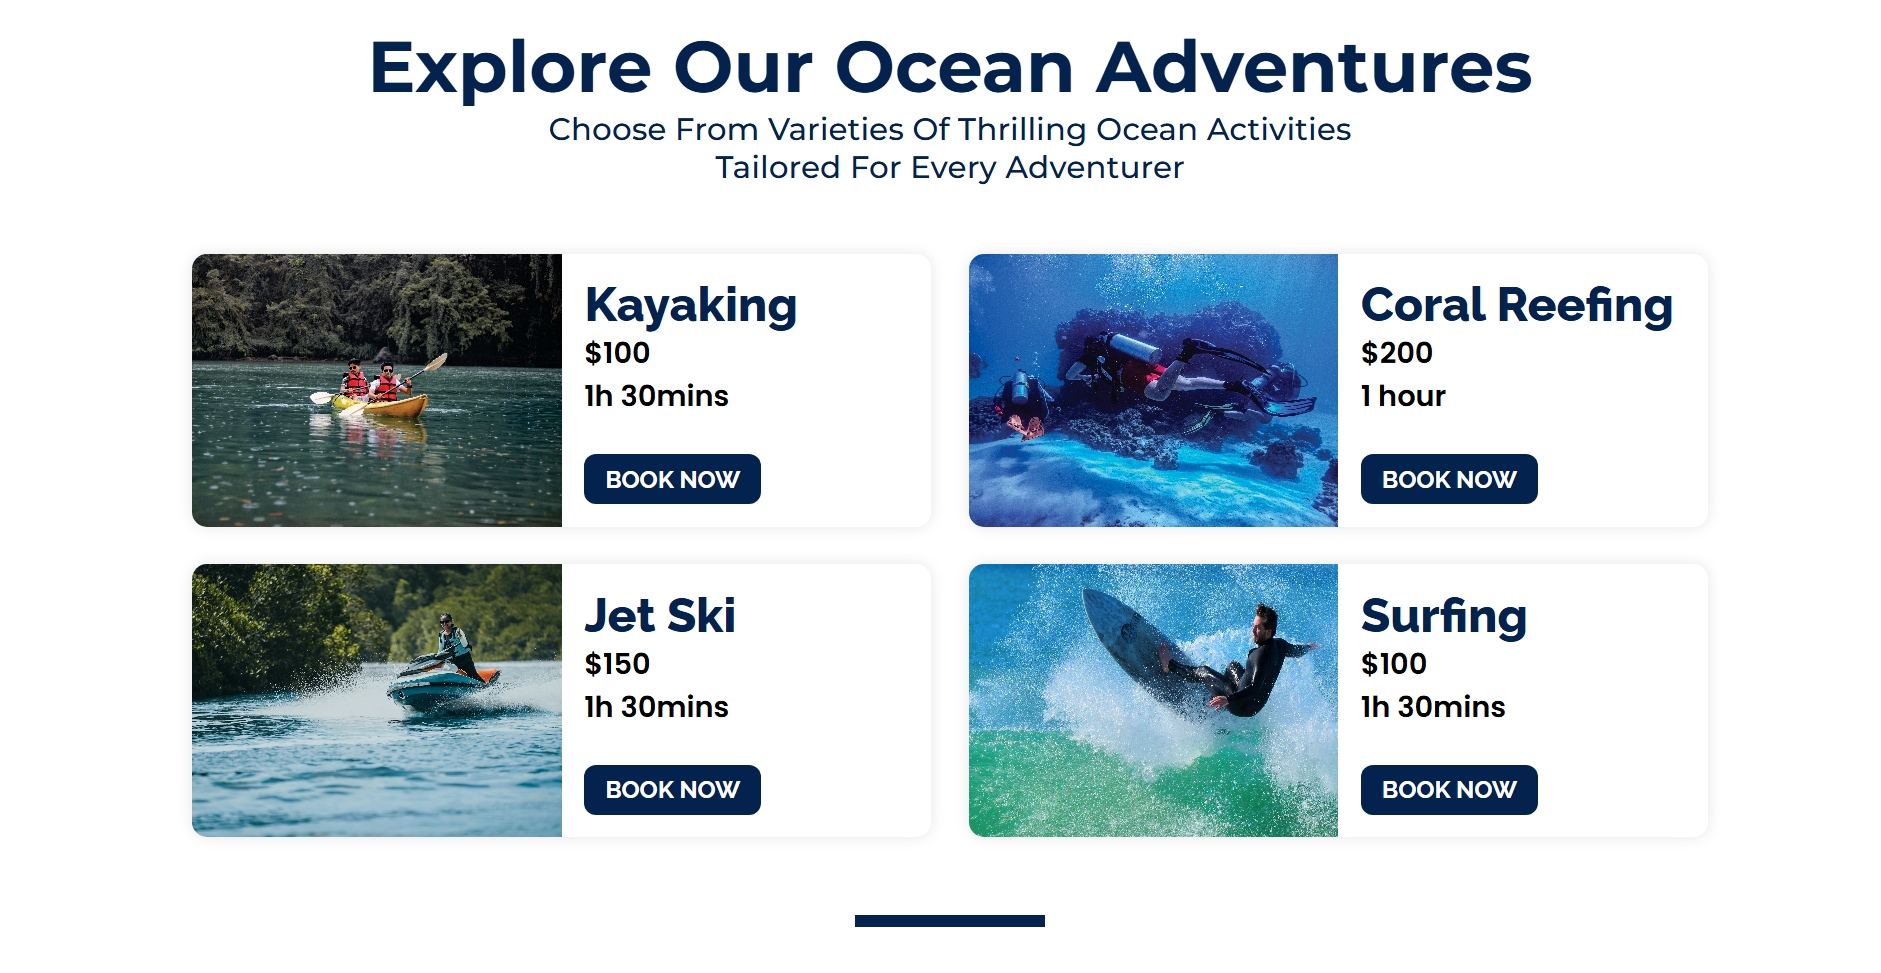 Explore Our Ocean Adventures
Choose From Varieties Of Thrilling Ocean Activities
Tailored For Every Adventurer
Kayaking
$100
1h 30mins
BOOK NOW
Coral Reefing
$200
1 hour
BOOK NOW
Jet Ski
$150
1h 30mins
BOOK NOW
Surfing
$100
1h 30mins
BOOK NOW